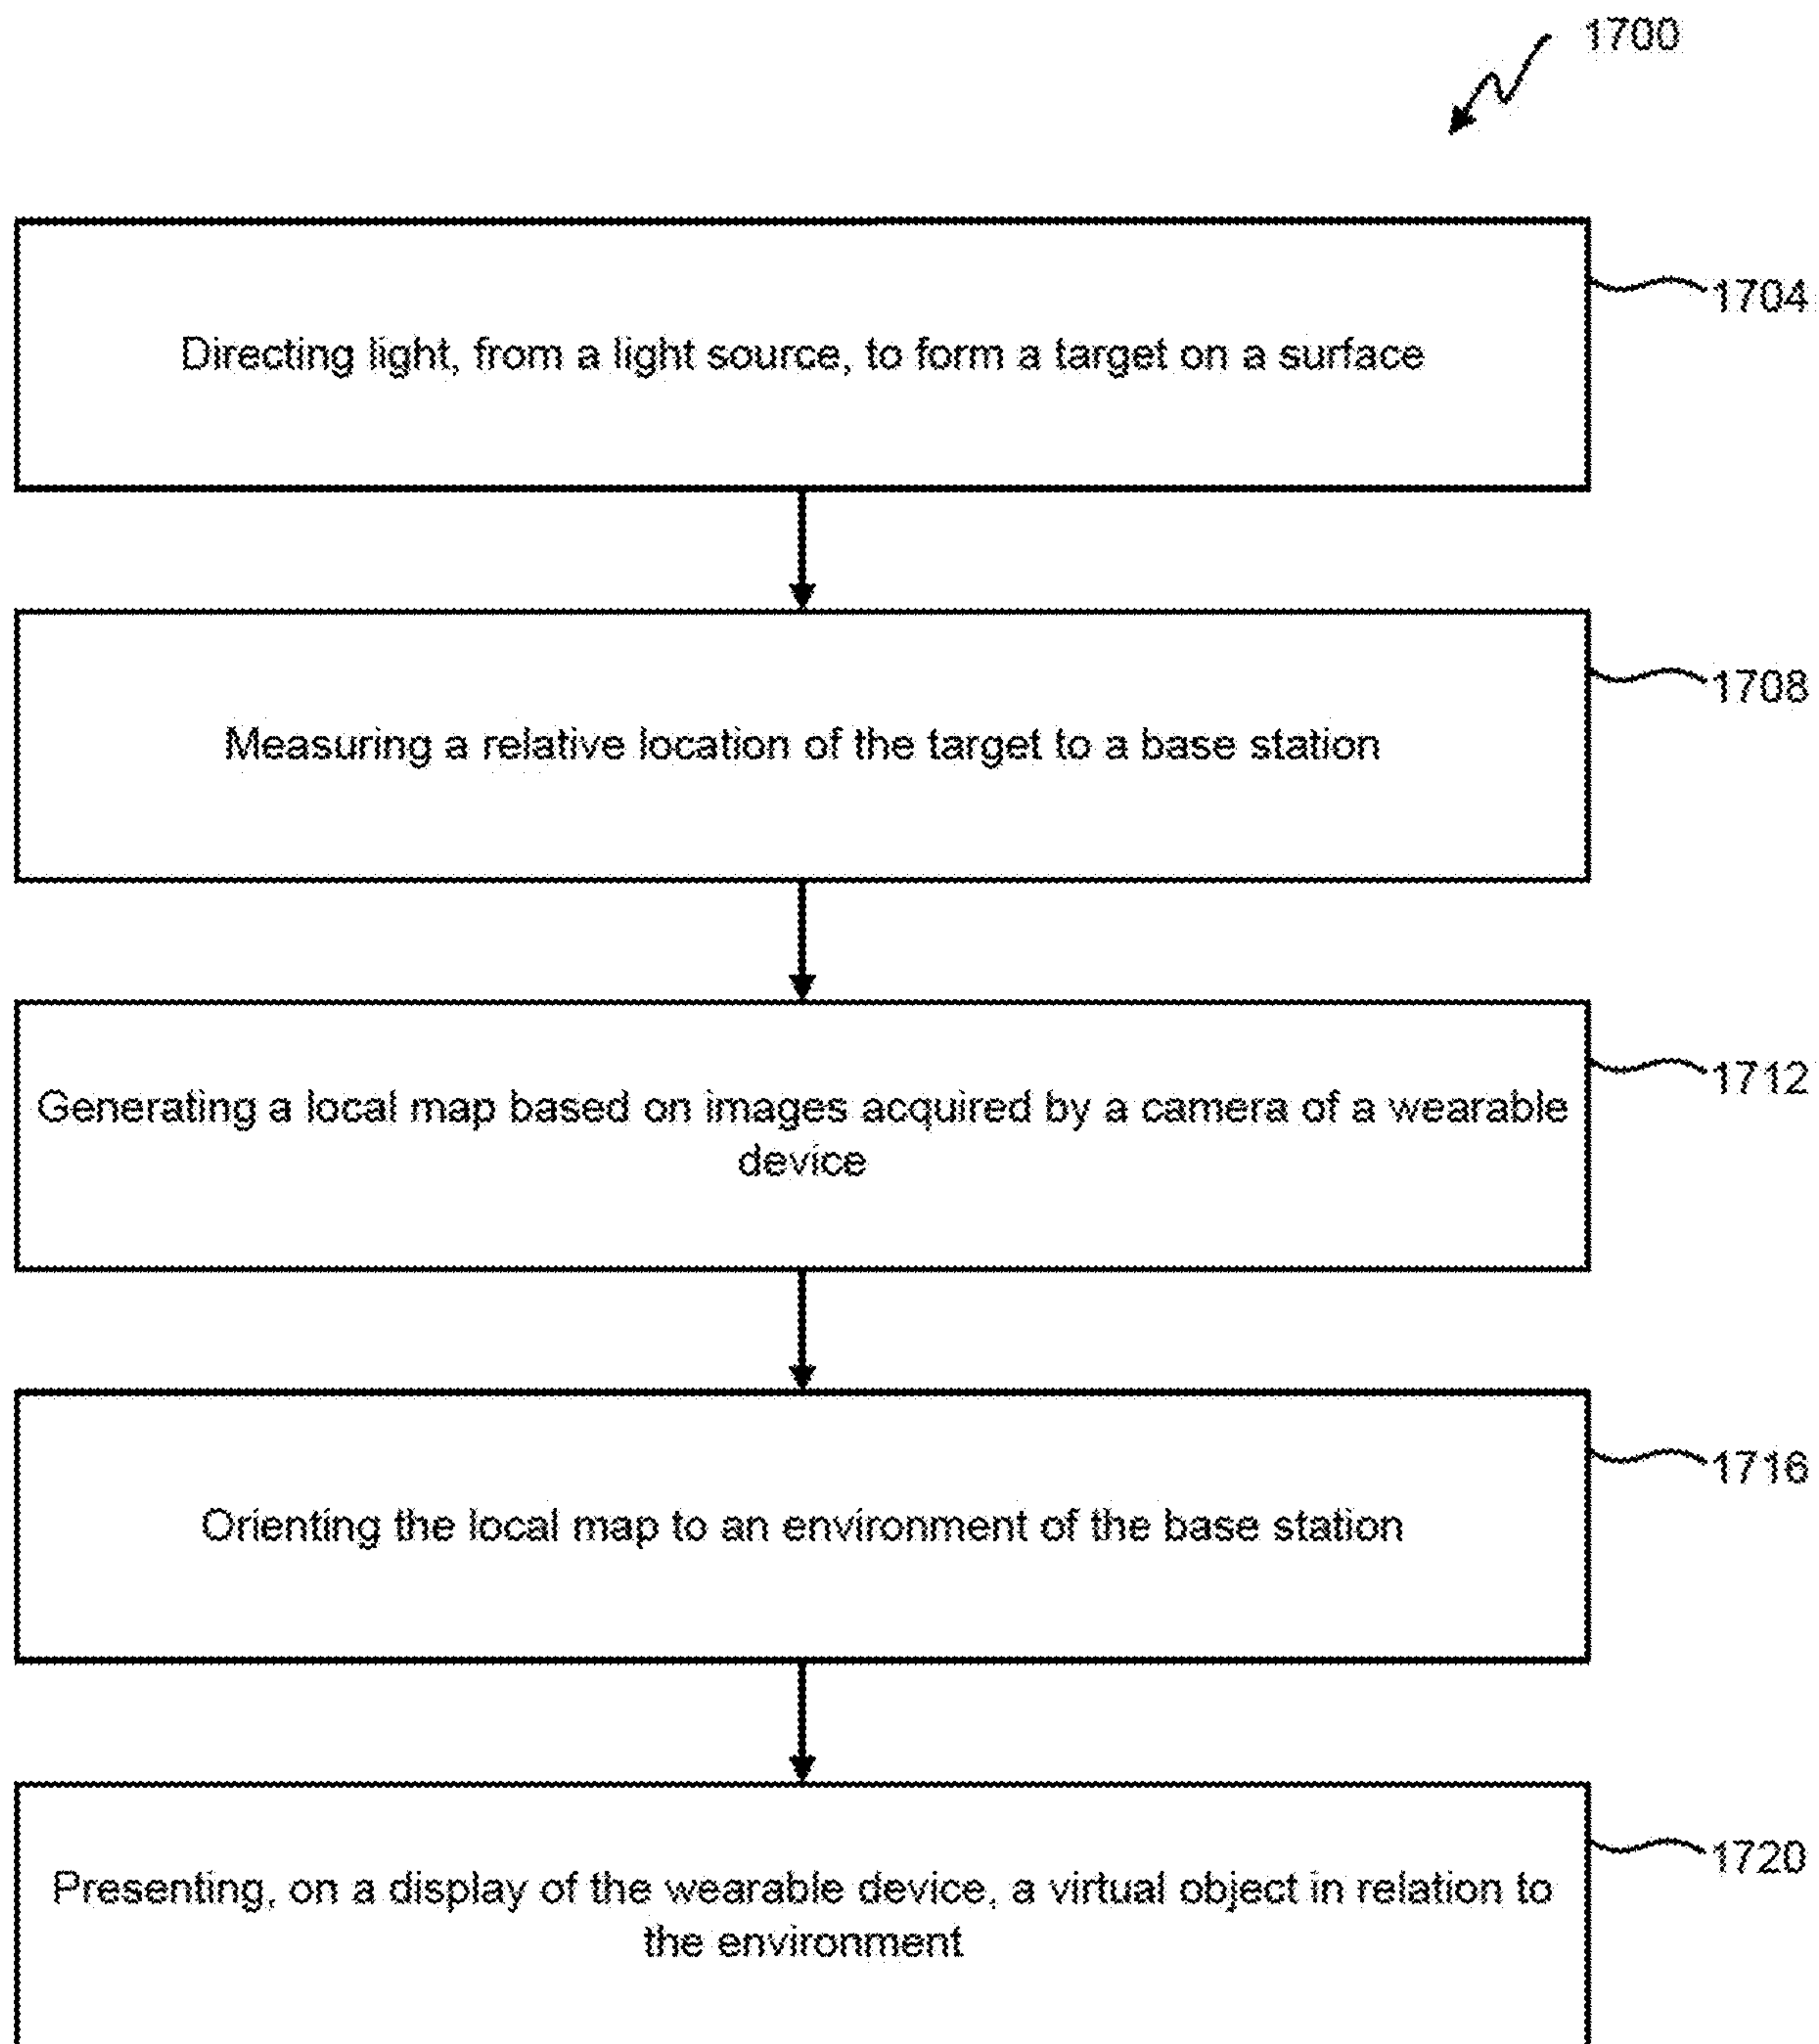 1700
Directing light, from a light source, to form a target on a surface
1704
Measuring a relative location of the target to a base station
1708
Generating a local map based on images acquired by a camera of a wearable
device
1712
Orienting the local map to an environment of the base station
1716
Presenting, on a display of the wearable device, a virtual object in relation to
the environment
1720